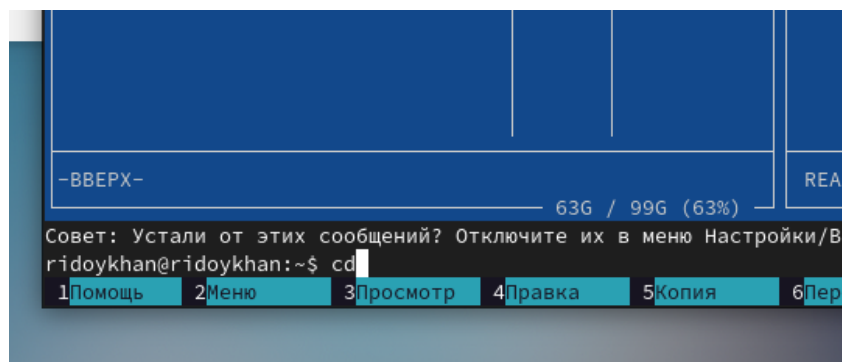 -ВВЕРХ-
REA
63G / 99G (63%)
Совет: Устали от этих сообщений? Отключите их в меню Настройки/В
ridoykhan@ridoykhan:~$ cd
1Помощь 2Меню 3Просмотр 4Правка 5Копия 6Пер